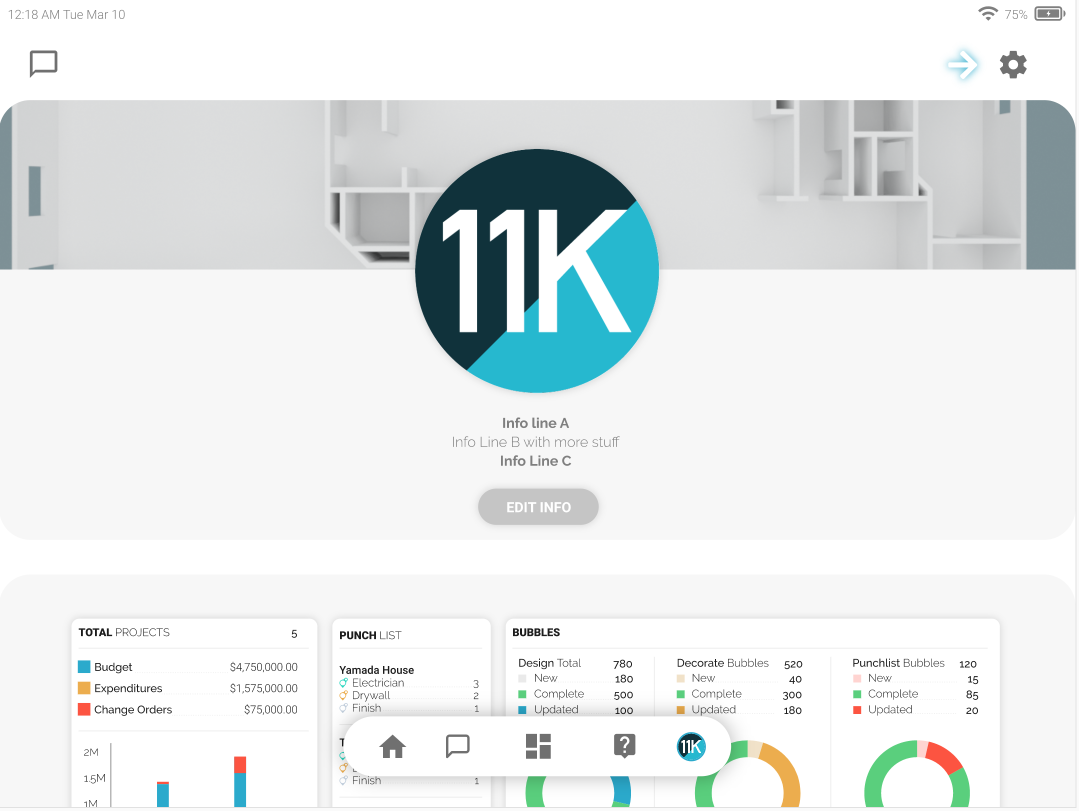 12:18 AM Tue Mar 10
75%
11K
Info line A
Info Line B with more stuff
Info Line C
EDIT INFO
TOTAL PROJECTS 5
Budget $4,750,000.00
Expenditures $1,575,000.00
Change Orders $75,000.00
2M
1.5M
1M
PUNCH LIST
Yamada House
Electrician 3
Drywall 2
Finish 1
Finish 1
BUBBLES
Design Total 780
New 180
Complete 500
Updated 100
Decorate Bubbles 520
New 40
Complete 300
Updated 180
Punchlist Bubbles 120
New 15
Complete 85
Updated 20
?
11K